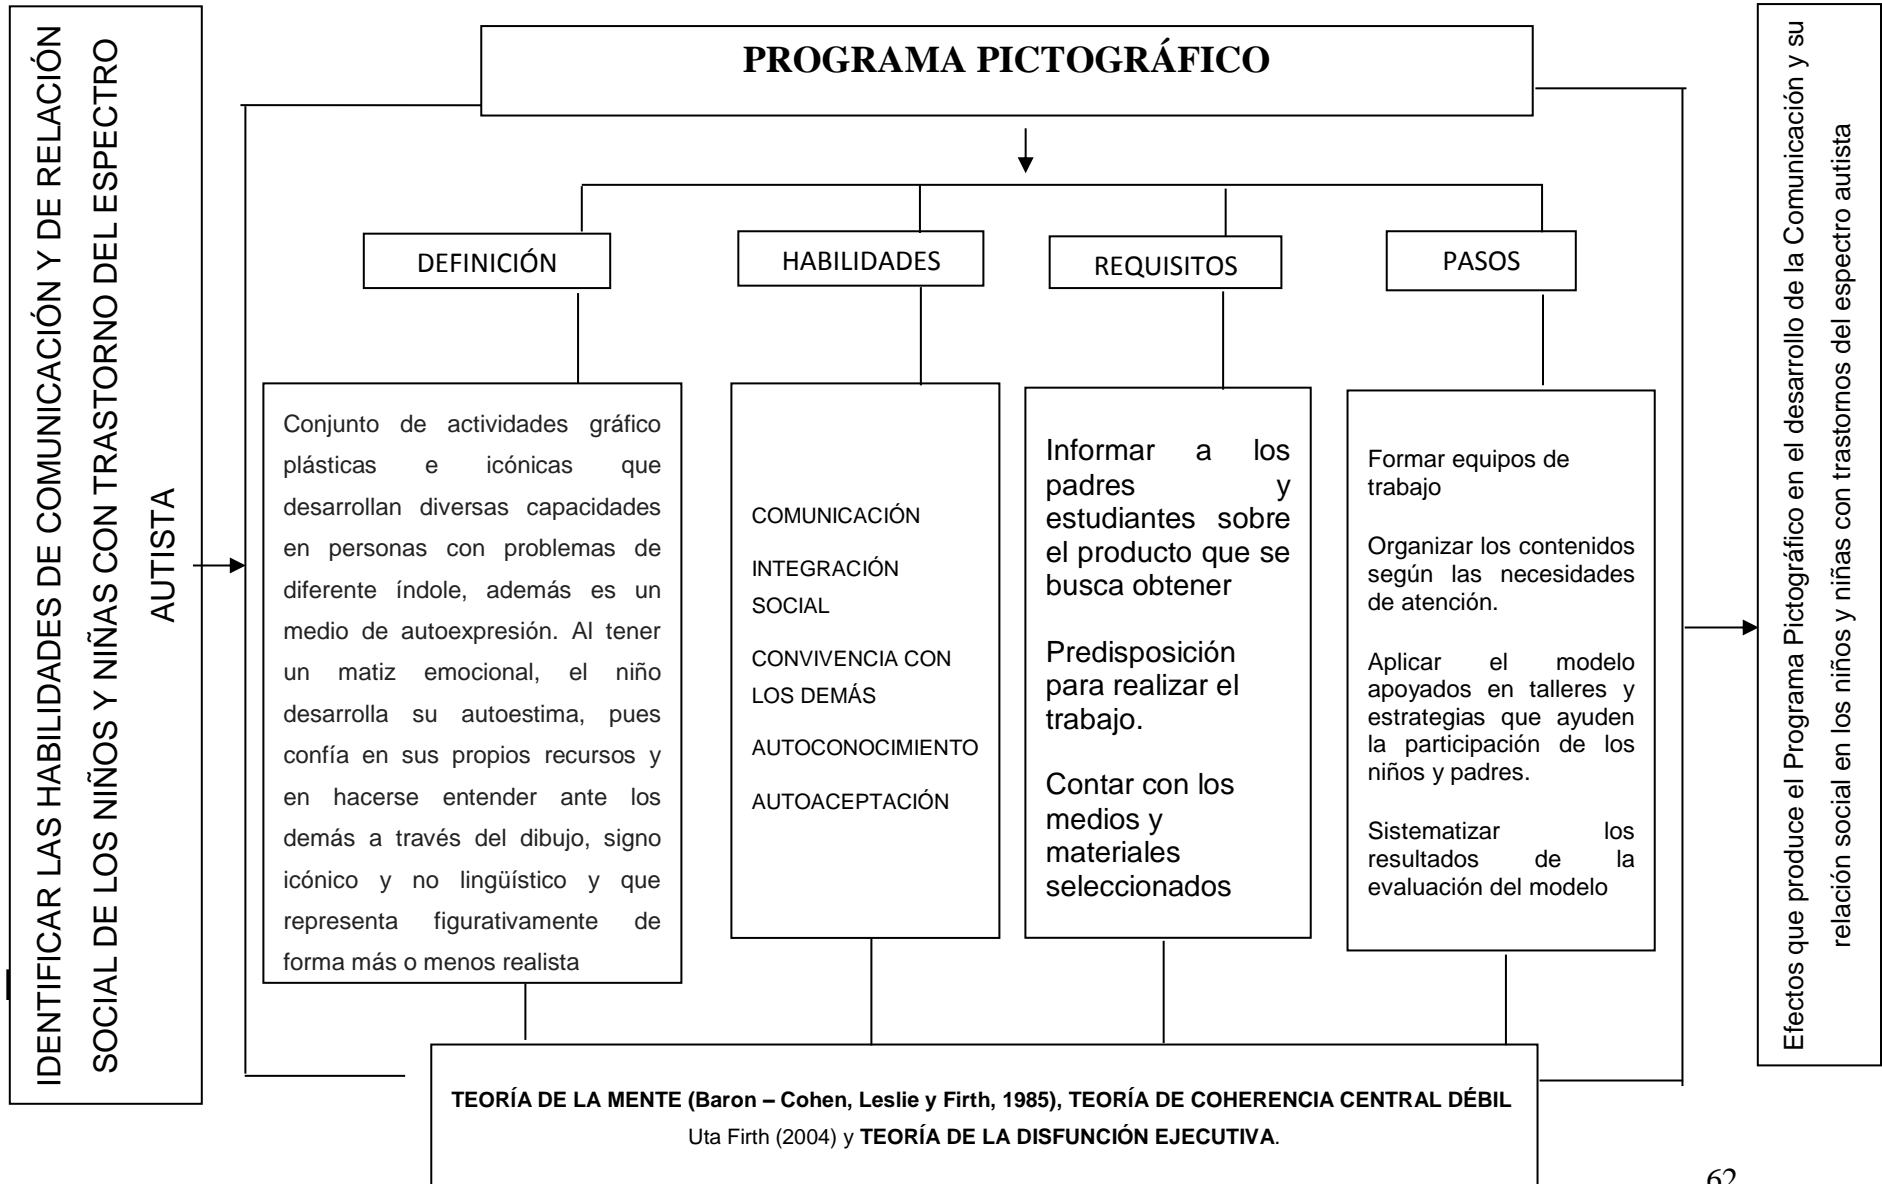 IDENTIFICAR LAS HABILIDADES DE COMUNICACIÓN Y DE RELACIÓN
SOCIAL DE LOS NIÑOS Y NIÑAS CON TRASTORNO DEL ESPECTRO
AUTISTA
PROGRAMA PICTOGRÁFICO
DEFINICIÓN
Conjunto de actividades gráfico
plásticas e icónicas que
desarrollan diversas capacidades
en personas con problemas de
diferente índole, además es un
medio de autoexpresión. Al tener
un matiz emocional, el niño
desarrolla su autoestima, pues
confía en sus propios recursos y
en hacerse entender ante los
demás a través del dibujo, signo
icónico y no lingüístico y que
representa figurativamente de
forma más o menos realista
HABILIDADES
COMUNICACIÓN
INTEGRACIÓN
SOCIAL
CONVIVENCIA CON
LOS DEMÁS
AUTOCONOCIMIENTO
AUTOACEPTACIÓN
REQUISITOS
Informar a los
padres y
estudiantes sobre
el producto que se
busca obtener
Predisposición
para realizar el
trabajo.
Contar con los
medios y
materiales
seleccionados
PASOS
Formar equipos de
trabajo
Organizar los contenidos
según las necesidades
de atención.
Aplicar el modelo
apoyados en talleres y
estrategias que ayuden
la participación de los
niños y padres.
Sistematizar los
resultados de la
evaluación del modelo
TEORÍA DE LA MENTE (Baron – Cohen, Leslie y Firth, 1985), TEORÍA DE COHERENCIA CENTRAL DÉBIL
Uta Firth (2004) y TEORÍA DE LA DISFUNCIÓN EJECUTIVA.
Efectos que produce el Programa Pictográfico en el desarrollo de la Comunicación y su
relación social en los niños y niñas con trastornos del espectro autista
62